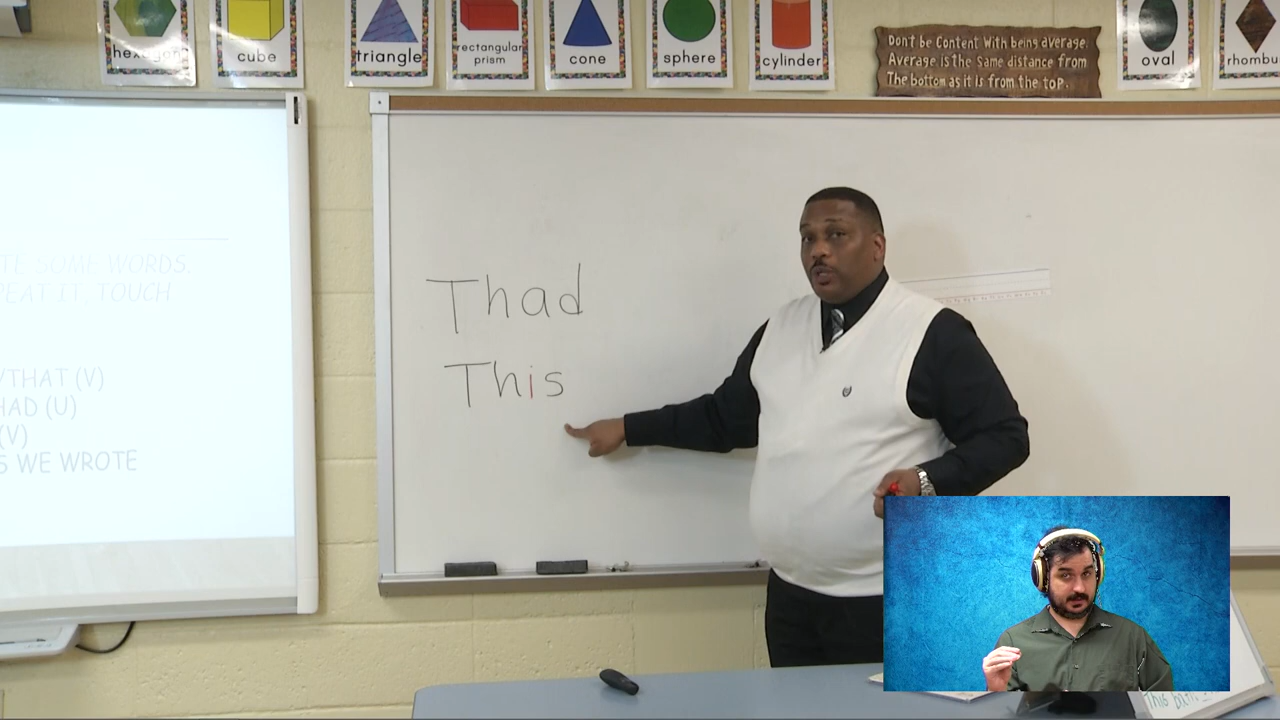 hexagon
cube
triangle
rectangular
prism
cone
sphere
cylinder
Don't be Content With being average.
Average is the Same distance from
The bottom as it is from the top.
oval
rhombu
TE SOME WORDS,
PEAT IT, TOUCH
/THAT (V)
HAD (U)
(V)
S WE WROTE
Thad
This
This